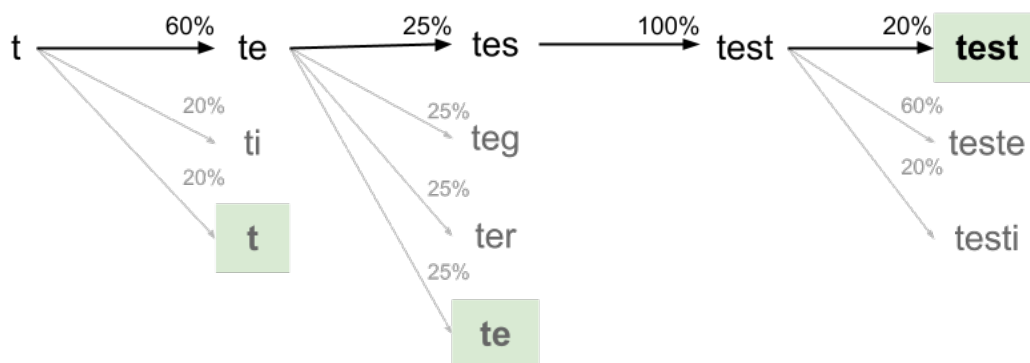 60% 25% 100% 20%
t te tes test test
20% 25% 60%
ti teg teste
20% 25% 20%
t ter testi
25%
te